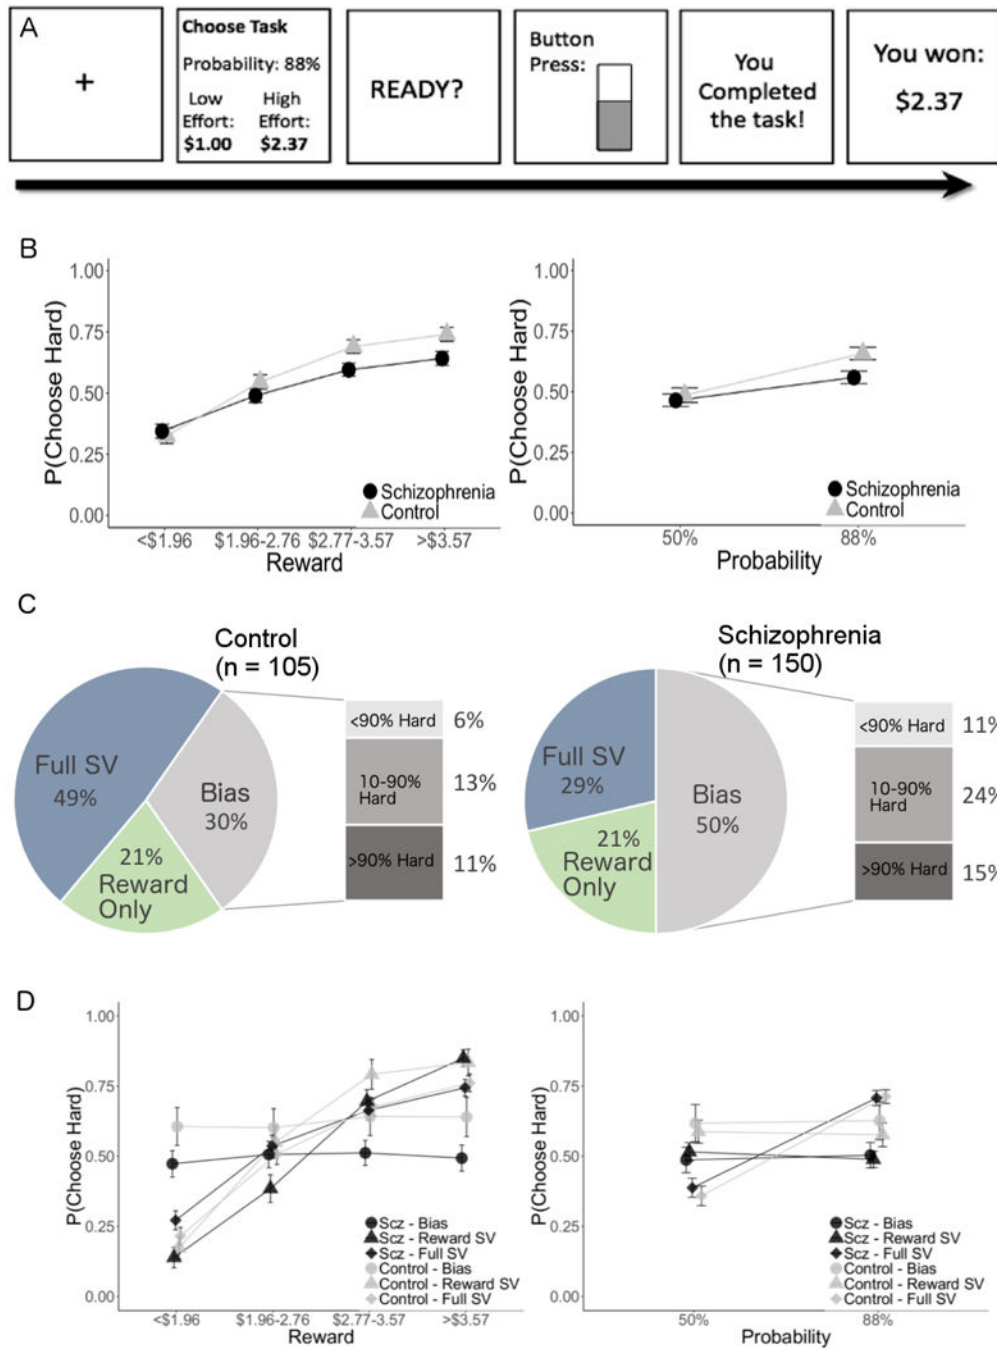 A
+
Choose Task
Probability: 88%
Low High
Effort: Effort:
$1.00 $2.37
READY?
Button
Press:
You
Completed
the task!
You won:
$2.37
B
P(Choose Hard)
1.00
0.75
0.50
0.25
0.00
<$1.96 $1.96-2.76 $2.77-3.57 >$3.57
Reward
Schizophrenia
Control
P(Choose Hard)
1.00
0.75
0.50
0.25
0.00
50% 88%
Probability
Schizophrenia
Control
C
Control
(n = 105)
Full SV
49%
Bias
30%
21%
Reward
Only
<90% Hard 6%
10-90%
Hard
13%
>90% Hard 11%
Schizophrenia
(n = 150)
Full SV
29%
Bias
50%
21%
Reward
Only
<90% Hard 11%
10-90%
Hard
24%
>90% Hard 15%
D
P(Choose Hard)
1.00
0.75
0.50
0.25
0.00
<$1.96 $1.96-2.76 $2.77-3.57 >$3.57
Reward
Scz - Bias
Scz - Reward SV
Scz - Full SV
Control - Bias
Control - Reward SV
Control - Full SV
P(Choose Hard)
1.00
0.75
0.50
0.25
0.00
50% 88%
Probability
Scz - Bias
Scz - Reward SV
Scz - Full SV
Control - Bias
Control - Reward SV
Control - Full SV